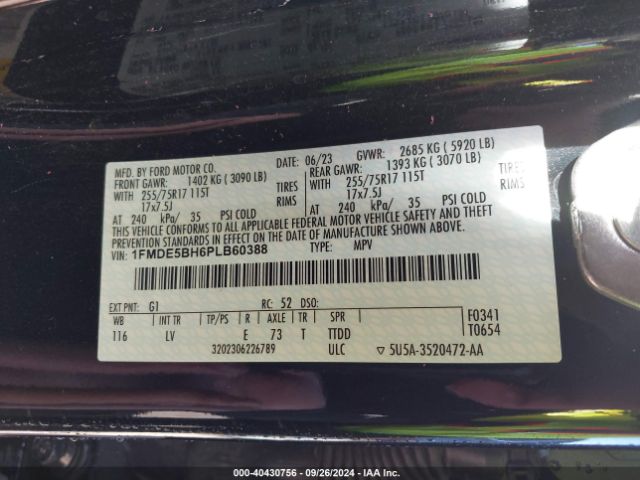 MFD. BY FORD MOTOR CO.
DATE: 06/23 GVWR: 2685 KG ( 5920 LB)
FRONT GAWR: 1402 KG ( 3090 LB)
REAR GAWR: 1393 KG ( 3070 LB)
WITH 255/75R17 115T TIRES
WITH 255/75R17 115T TIRES
17x7.5J RIMS
17x7.5J RIMS
AT 240 kPa/ 35 PSI COLD
AT 240 kPa/ 35 PSI COLD
THIS VEHICLE CONFORMS TO ALL APPLICABLE FEDERAL MOTOR VEHICLE SAFETY AND THEFT
PREVENTION STANDARDS IN EFFECT ON THE DATE OF MANUFACTURE SHOWN ABOVE.
VIN: 1FMDE5BH6PLB60388 TYPE: MPV
EXT PNT: G1 RC: 52 DSO:
F0341
T0654
WB INT TR TP/PS R AXLE TR SPR
116 LV E 73 T TTDD
3202306226789 ULC ▽ 5U5A-3520472-AA
000-40430756 - 09/26/2024 - IAA Inc.